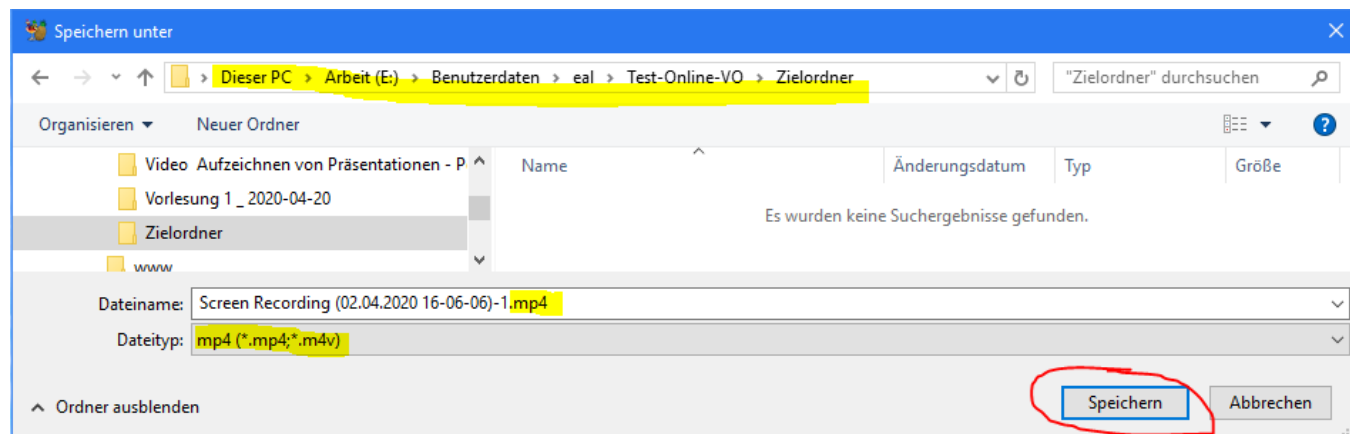 Speichern unter
Dieser PC > Arbeit (E:) > Benutzerdaten > eal > Test-Online-VO > Zielordner
"Zielordner" durchsuchen
Organisieren Neuer Ordner
Name Änderungsdatum Typ Größe
Video Aufzeichnen von Präsentationen - P
Vorlesung 1 _ 2020-04-20
Zielordner
www
Es wurden keine Suchergebnisse gefunden.
Dateiname: Screen Recording (02.04.2020 16-06-06)-1.mp4
Dateityp: mp4 (*.mp4;*.m4v)
Ordner ausblenden
Speichern Abbrechen